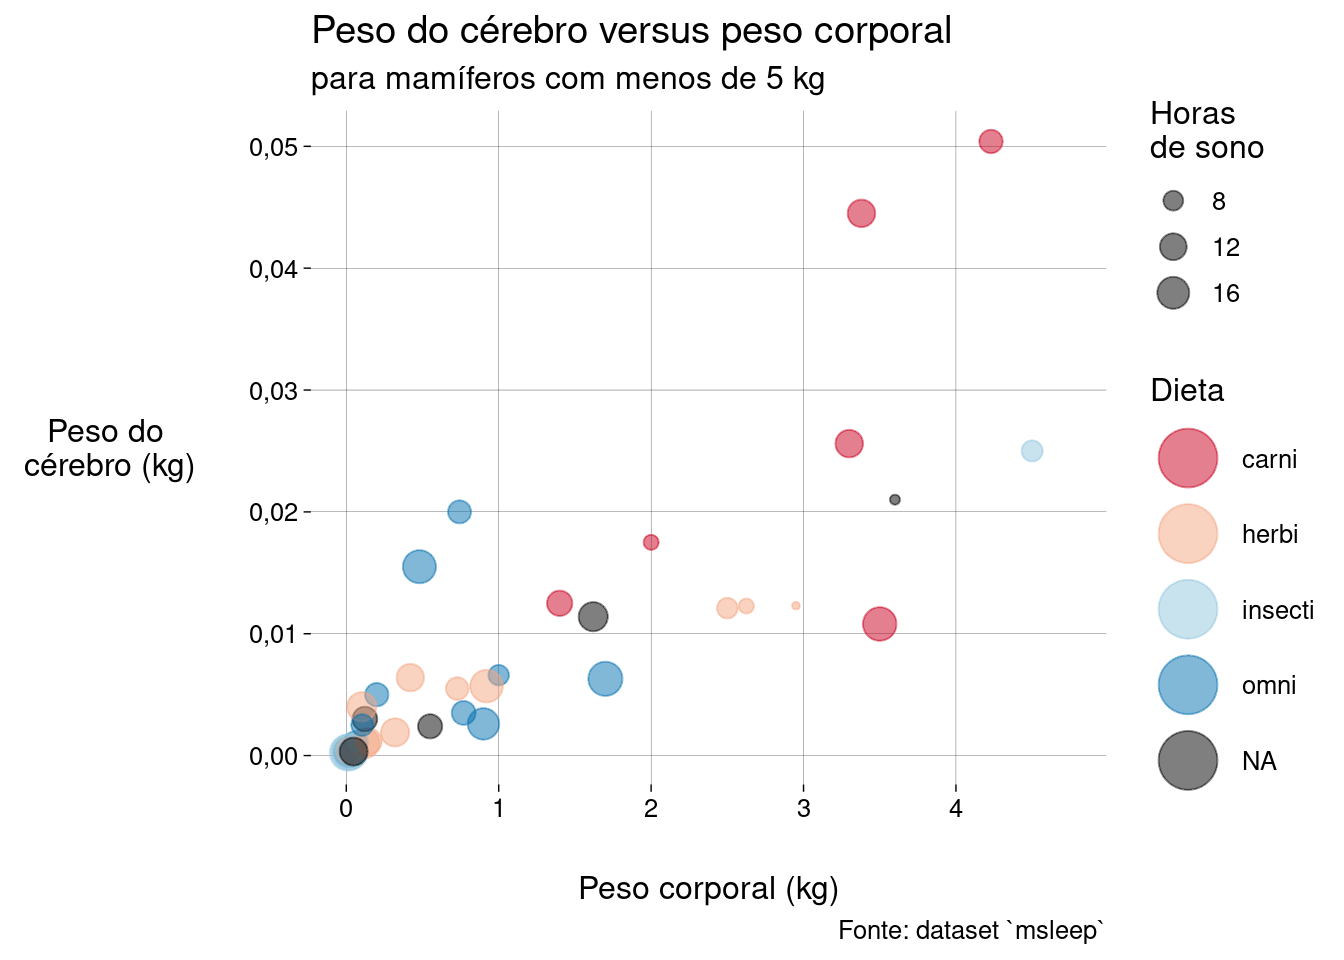 Peso do cérebro versus peso corporal
para mamíferos com menos de 5 kg
Peso do
cérebro (kg)
0,05
0,04
0,03
0,02
0,01
0,00
0
1
2
3
4
Peso corporal (kg)
Fonte: dataset `msleep`
Horas
de sono
8
12
16
Dieta
carni
herbi
insecti
omni
NA